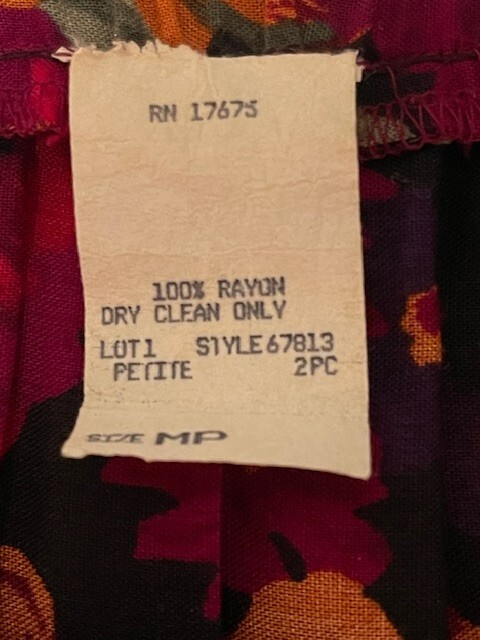 RN 17675
100% RAYON
DRY CLEAN ONLY
LOT1 STYLE67813
PETITE 2PC
SIZE MP